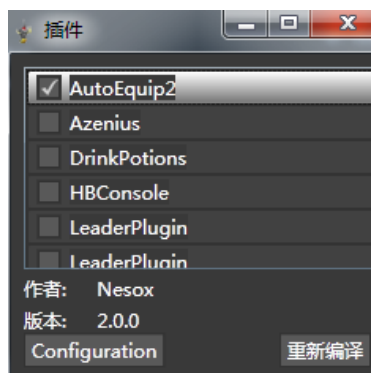 插件
AutoEquip2
Azenius
DrinkPotions
HBConsole
LeaderPlugin
LeaderPlugin
作者: Nesox
版本: 2.0.0
Configuration 重新编译